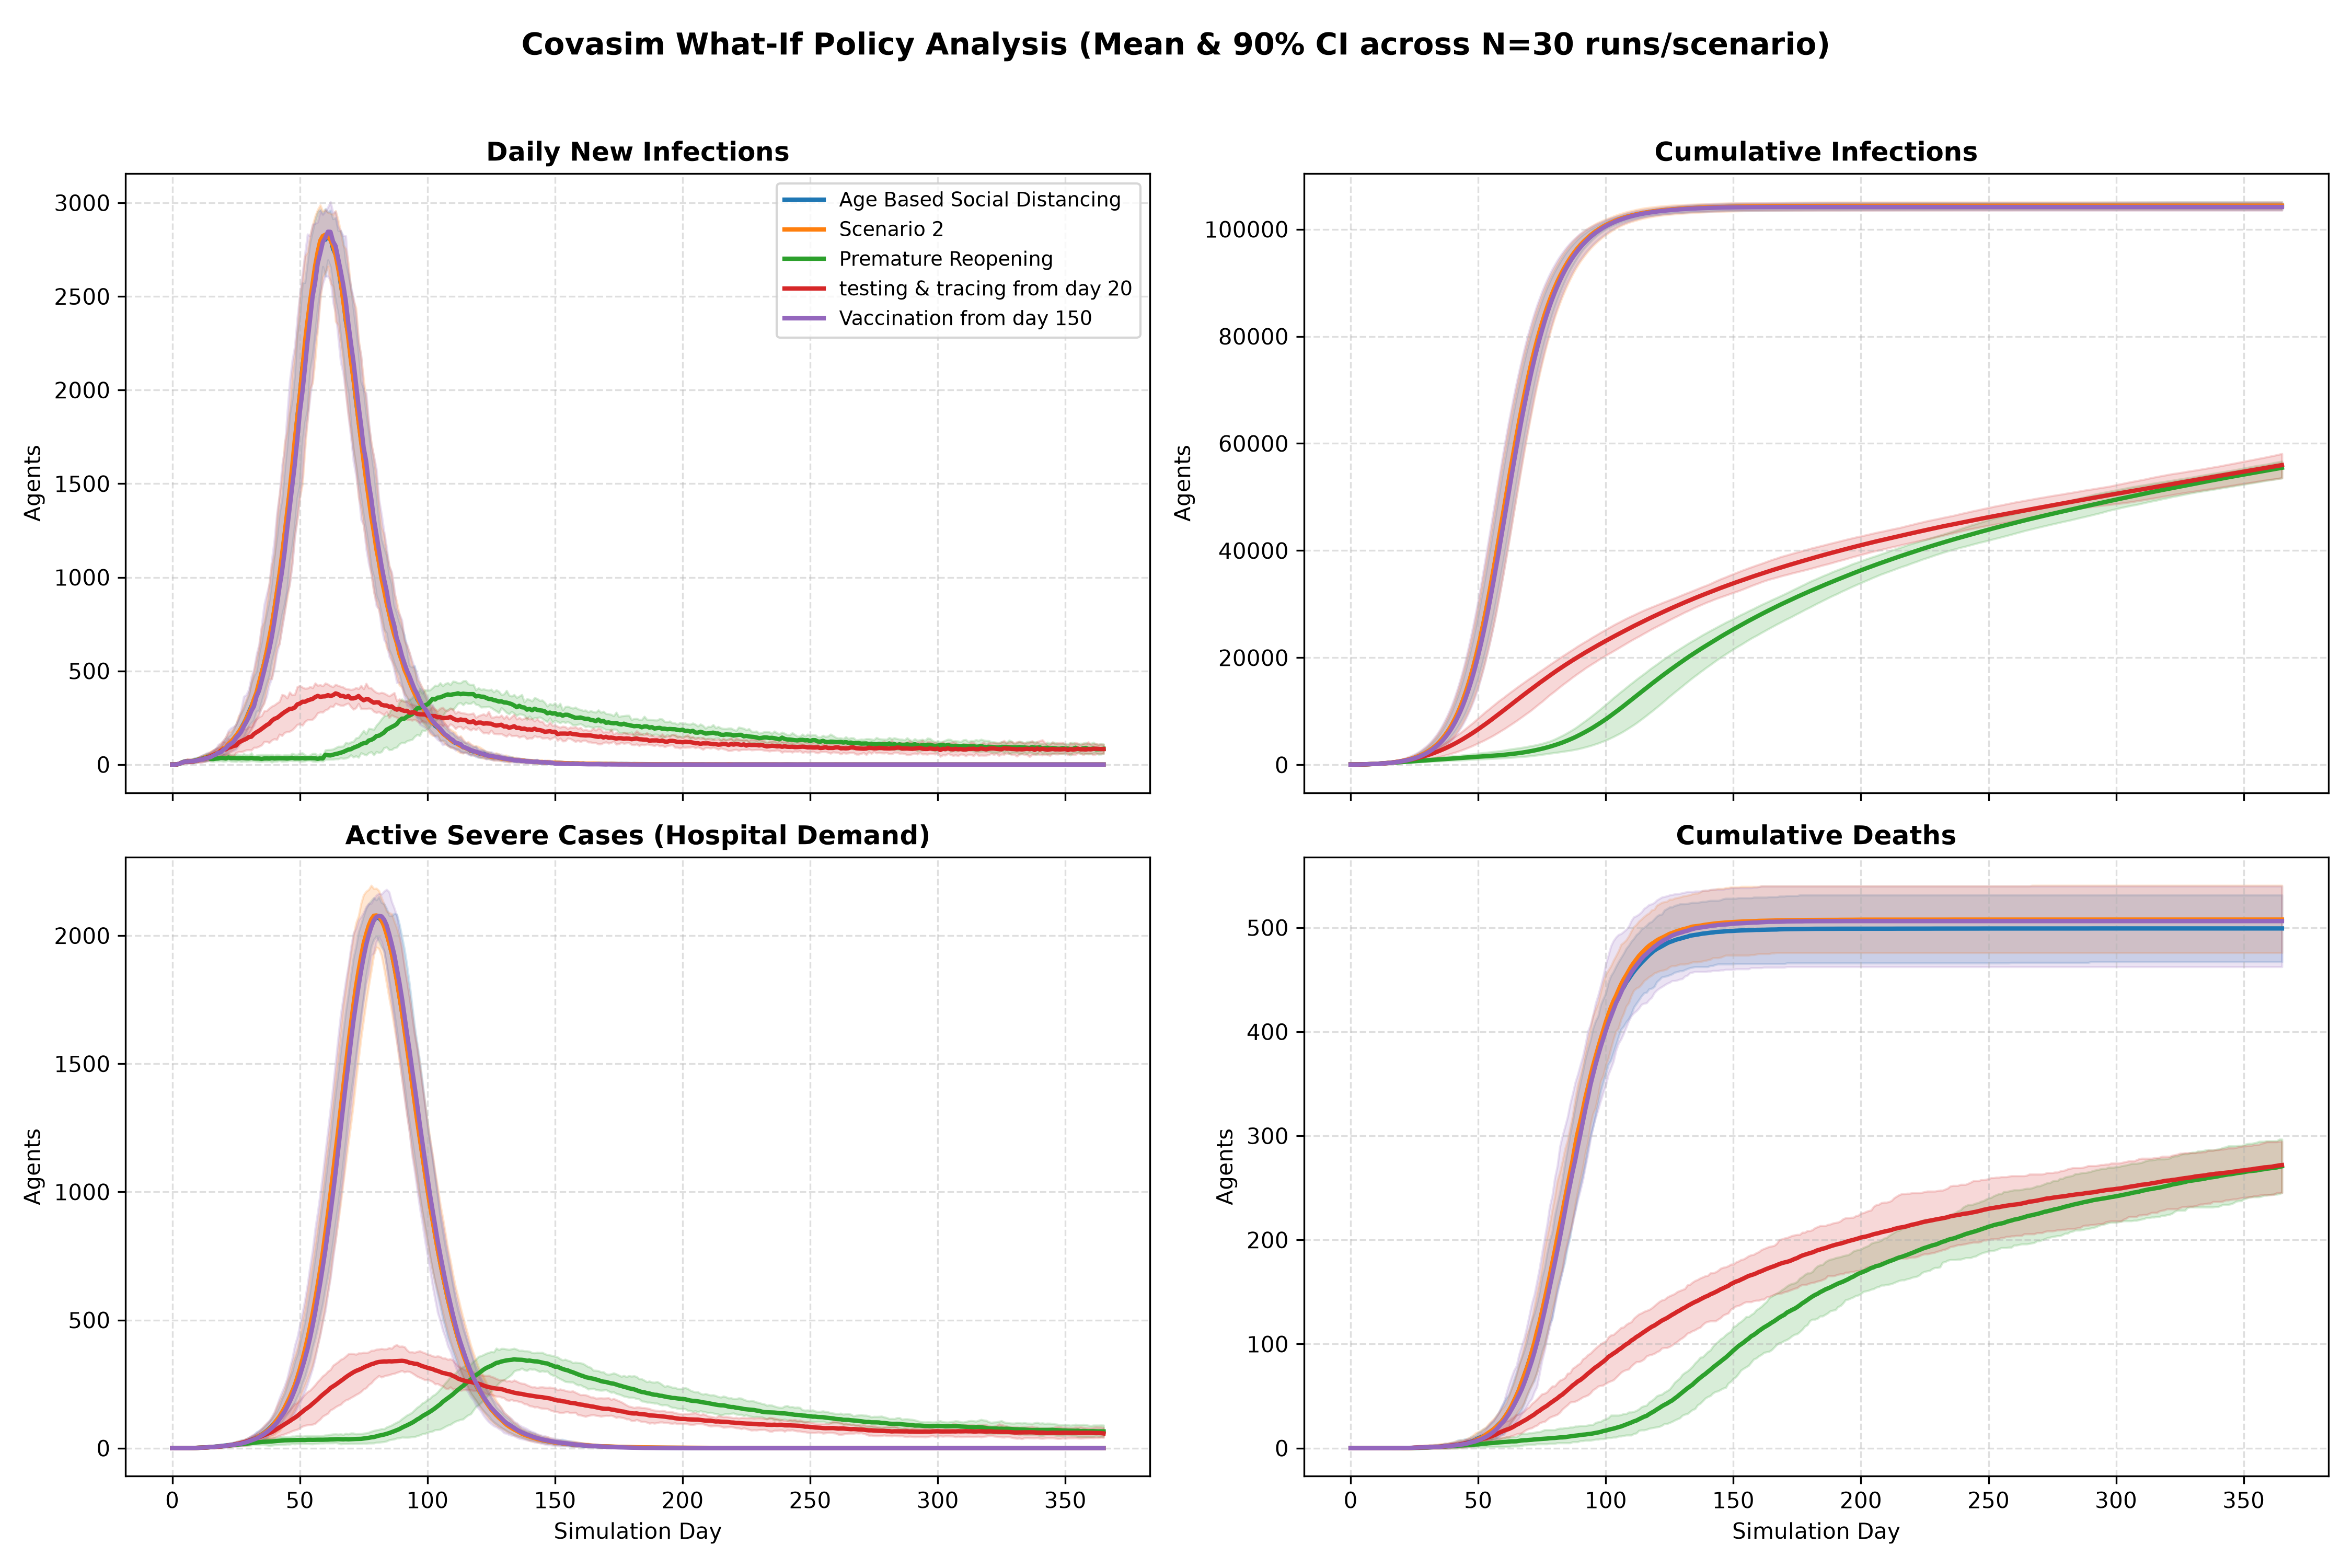 Covasim What-If Policy Analysis (Mean & 90% CI across N=30 runs/scenario)
Daily New Infections
Agents
3000
2500
2000
1500
1000
500
0
Age Based Social Distancing
Scenario 2
Premature Reopening
testing & tracing from day 20
Vaccination from day 150
Cumulative Infections
Agents
100000
80000
60000
40000
20000
0
Active Severe Cases (Hospital Demand)
Agents
2000
1500
1000
500
0
0 50 100 150 200 250 300 350
Simulation Day
Cumulative Deaths
Agents
500
400
300
200
100
0
0 50 100 150 200 250 300 350
Simulation Day